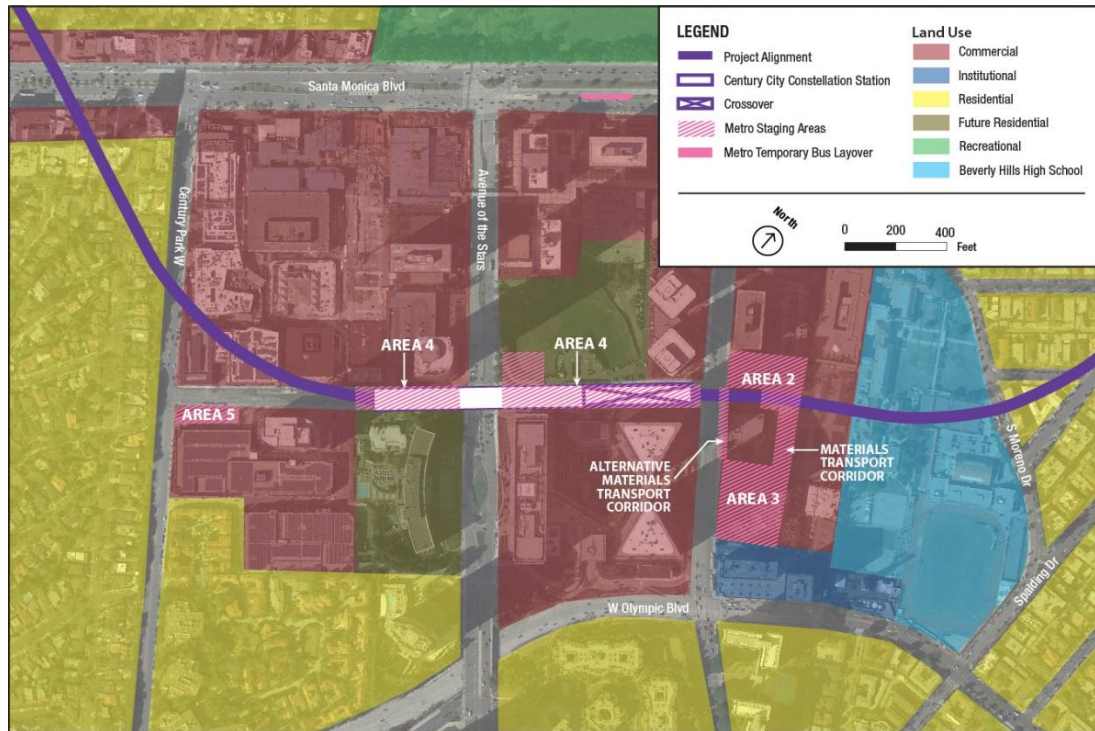 LEGEND
Project Alignment
Century City Constellation Station
Crossover
Metro Staging Areas
Metro Temporary Bus Layover
Land Use
Commercial
Institutional
Residential
Future Residential
Recreational
Beverly Hills High School
North
0 200 400
Feet
Santa Monica Blvd
Century Park W
Avenue of the Stars
AREA 4
AREA 4
AREA 2
AREA 5
S Moreno Dr
ALTERNATIVE
MATERIALS
TRANSPORT
CORRIDOR
MATERIALS
TRANSPORT
CORRIDOR
AREA 3
Spalding Dr
W Olympic Blvd